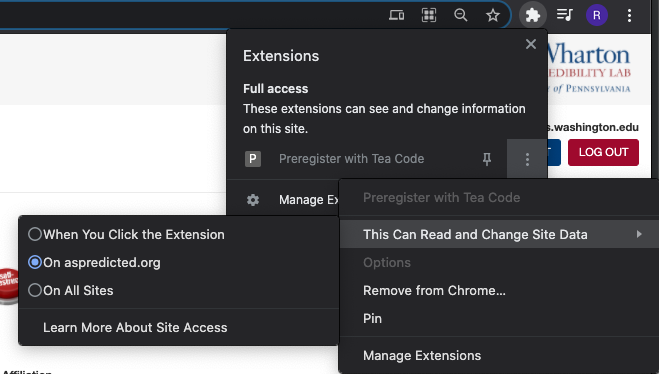 R
Extensions
Wharton
CREDIBILITY LAB
of Pennsylvania
Full access
These extensions can see and change information
on this site.
s.washington.edu
P Preregister with Tea Code
LOG OUT
Manage Ex
Preregister with Tea Code
This Can Read and Change Site Data
Options
Remove from Chrome...
Pin
Manage Extensions
When You Click the Extension
On aspredicted.org
On All Sites
Learn More About Site Access
Affiliation